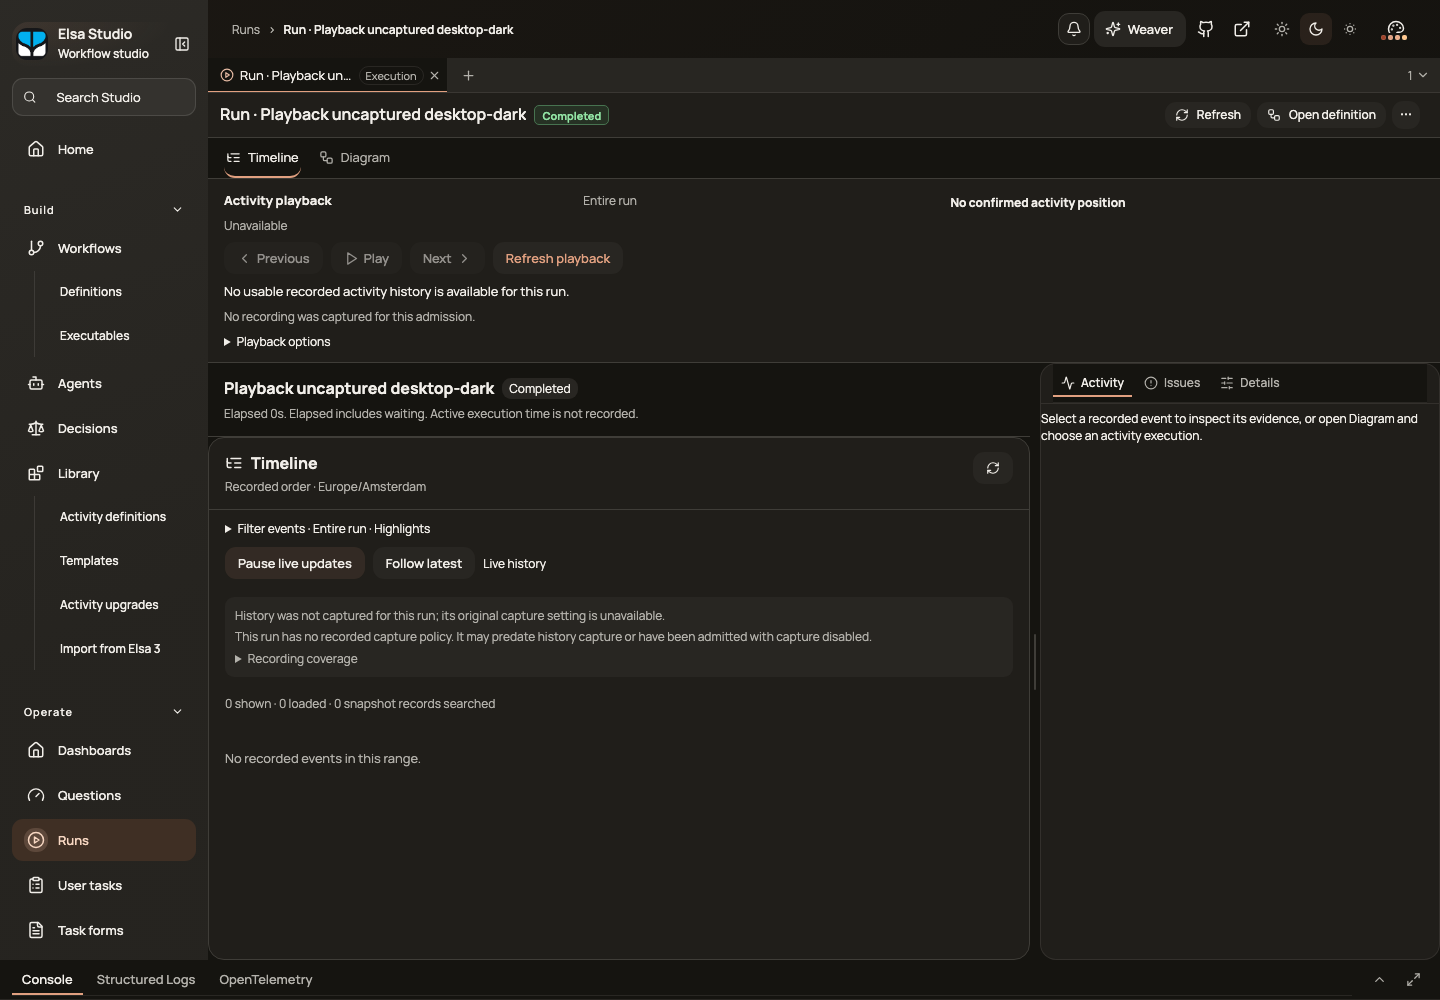 Elsa Studio
Workflow studio
Search Studio
Home
Build
Workflows
Definitions
Executables
Agents
Decisions
Library
Activity definitions
Templates
Activity upgrades
Import from Elsa 3
Operate
Dashboards
Questions
Runs
User tasks
Task forms
Runs › Run · Playback uncaptured desktop-dark
Weaver
Run · Playback un... Execution
1
Run · Playback uncaptured desktop-dark Completed
Refresh Open definition
Timeline Diagram
Activity playback Entire run No confirmed activity position
Unavailable
Previous Play Next Refresh playback
No usable recorded activity history is available for this run.
No recording was captured for this admission.
Playback options
Playback uncaptured desktop-dark Completed
Elapsed 0s. Elapsed includes waiting. Active execution time is not recorded.
Timeline
Recorded order · Europe/Amsterdam
Filter events · Entire run · Highlights
Pause live updates Follow latest Live history
History was not captured for this run; its original capture setting is unavailable.
This run has no recorded capture policy. It may predate history capture or have been admitted with capture disabled.
Recording coverage
0 shown · 0 loaded · 0 snapshot records searched
No recorded events in this range.
Activity Issues Details
Select a recorded event to inspect its evidence, or open Diagram and
choose an activity execution.
Console Structured Logs OpenTelemetry